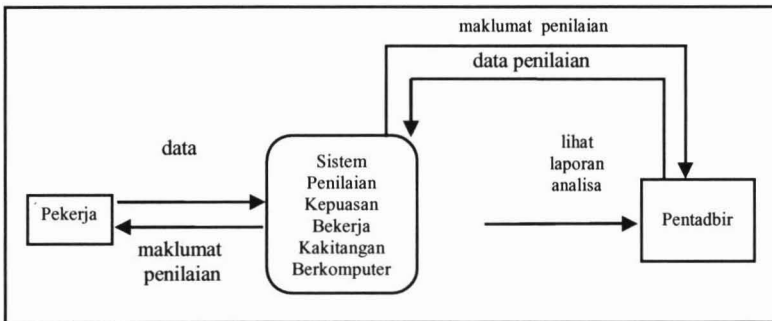 maklumat penilaian
data penilaian
data
lihat
laporan
analisa
Sistem
Penilaian
Kepuasan
Bekerja
Kakitangan
Berkomputer
Pekerja
Pentadbir
maklumat
penilaian